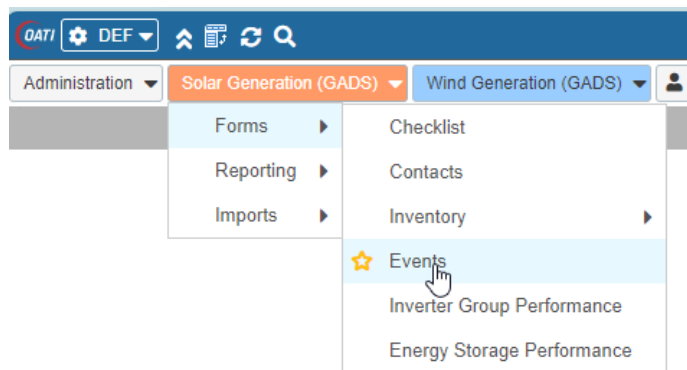 OATI DEF
Administration Solar Generation (GADS) Wind Generation (GADS)
Forms Checklist
Reporting Contacts
Imports Inventory
Events
Inverter Group Performance
Energy Storage Performance